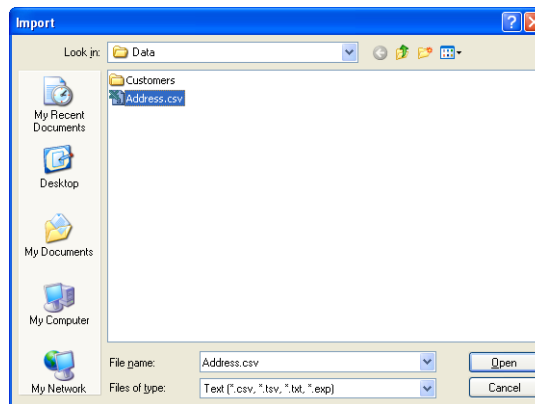 Import
Look in: Data
Customers
Address.csv
My Recent
Documents
Desktop
My Documents
My Computer
My Network
File name: Address.csv Open
Files of type: Text (*.csv, *.tsv, *.txt, *.exp) Cancel